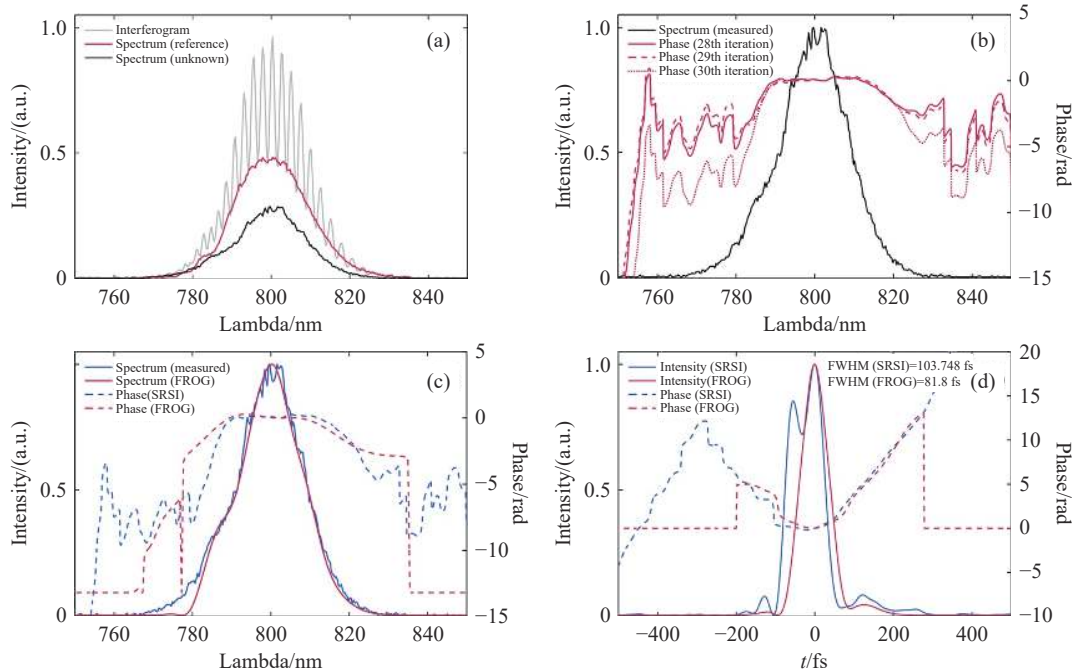 1.0
(a)
Interferogram
Spectrum (reference)
Spectrum (unknown)
Intensity/(a.u.)
0.5
0
760
780
800
820
840
Lambda/nm
1.0
5
(b)
Spectrum (measured)
Phase (28th iteration)
Phase (29th iteration)
Phase (30th iteration)
Intensity/(a.u.)
0.5
0
0
−5
−10
−15
Phase/rad
760
780
800
820
840
Lambda/nm
1.0
5
(c)
Spectrum (measured)
Spectrum (FROG)
Phase(SRSI)
Phase (FROG)
Intensity/(a.u.)
0.5
0
0
−5
−10
−15
Phase/rad
760
780
800
820
840
Lambda/nm
1.0
20
(d)
Intensity (SRSI)
Intensity(FROG)
Phase (SRSI)
Phase (FROG)
FWHM (SRSI)=103.748 fs
FWHM (FROG)=81.8 fs
Intensity/(a.u.)
0.5
0
15
10
5
0
−5
−10
Phase/rad
−400
−200
0
200
400
t/fs